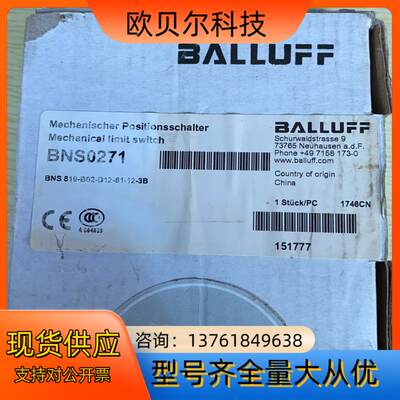 欧贝尔科技
BALLUFF
Mechanischer Positionsschalter
Mechanical limit switch
BNS0271
BNS 819-B02-D12-61-12-3B
BALLUFF
Schurwaldstrasse 9
73765 Neuhausen a.d.F.
Phone +49 7158 173-0
www.balluff.com
Country of origin
China
1 Stück/PC
1746CN
151777
CE
CCC
现货供应
支持对公开票
咨询：13761849638
型号齐全量大从优